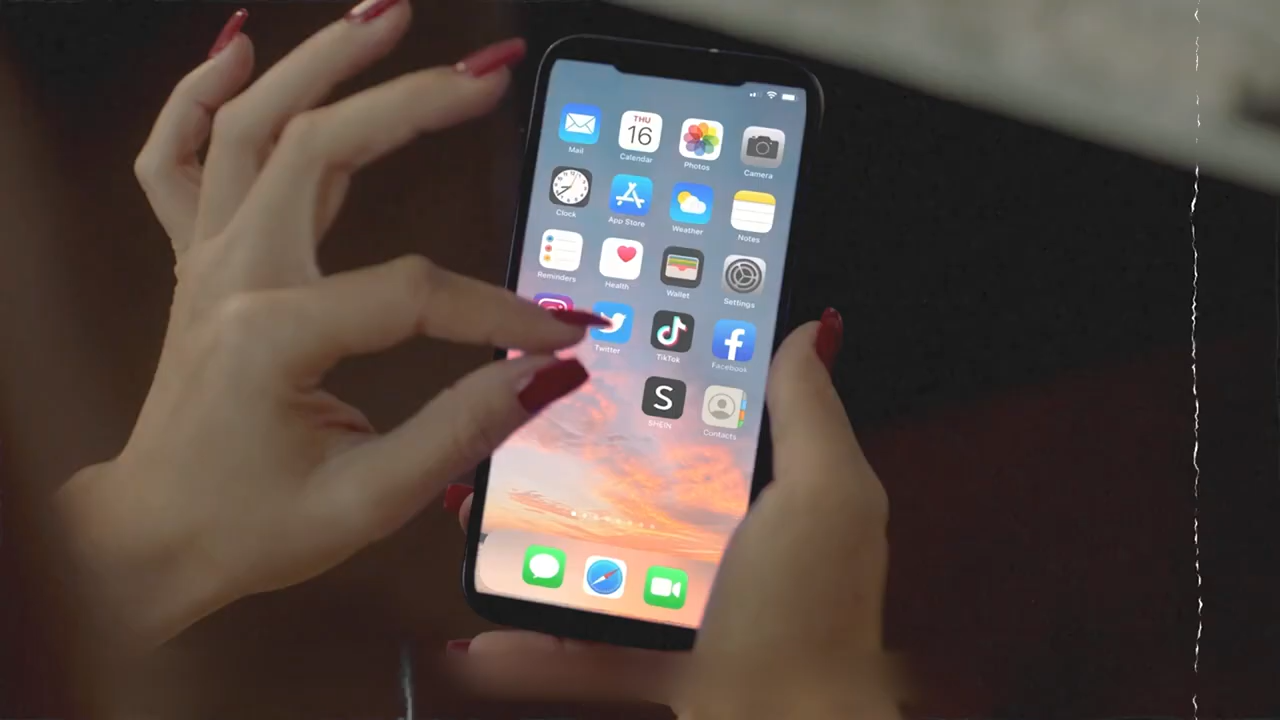 Mail
THU
16
Calendar
Photos
Camera
Clock
App Store
Weather
Notes
Reminders
Health
Wallet
Settings
Twitter
TikTok
Facebook
S
SHEIN
Contacts